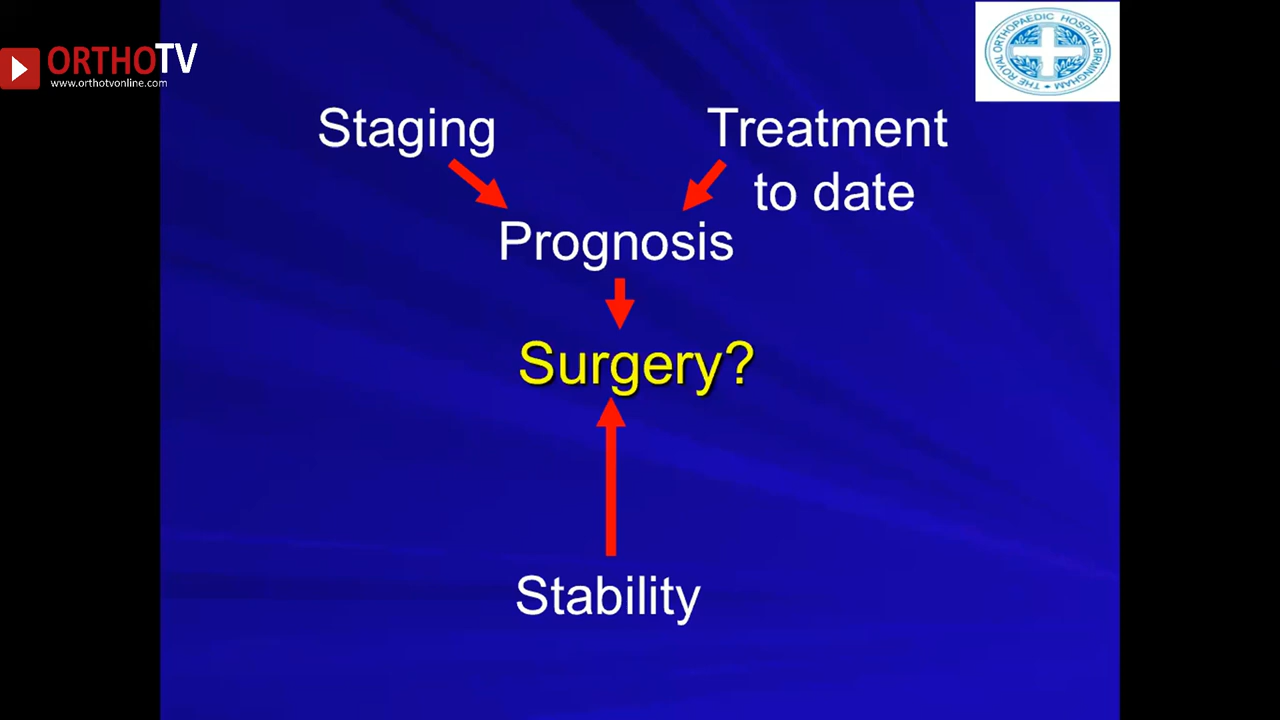 ORTHOTV
www.orthotvonline.com
THE ROYAL ORTHOPAEDIC HOSPITAL BIRMINGHAM
Staging
Treatment
to date
Prognosis
Surgery?
Stability